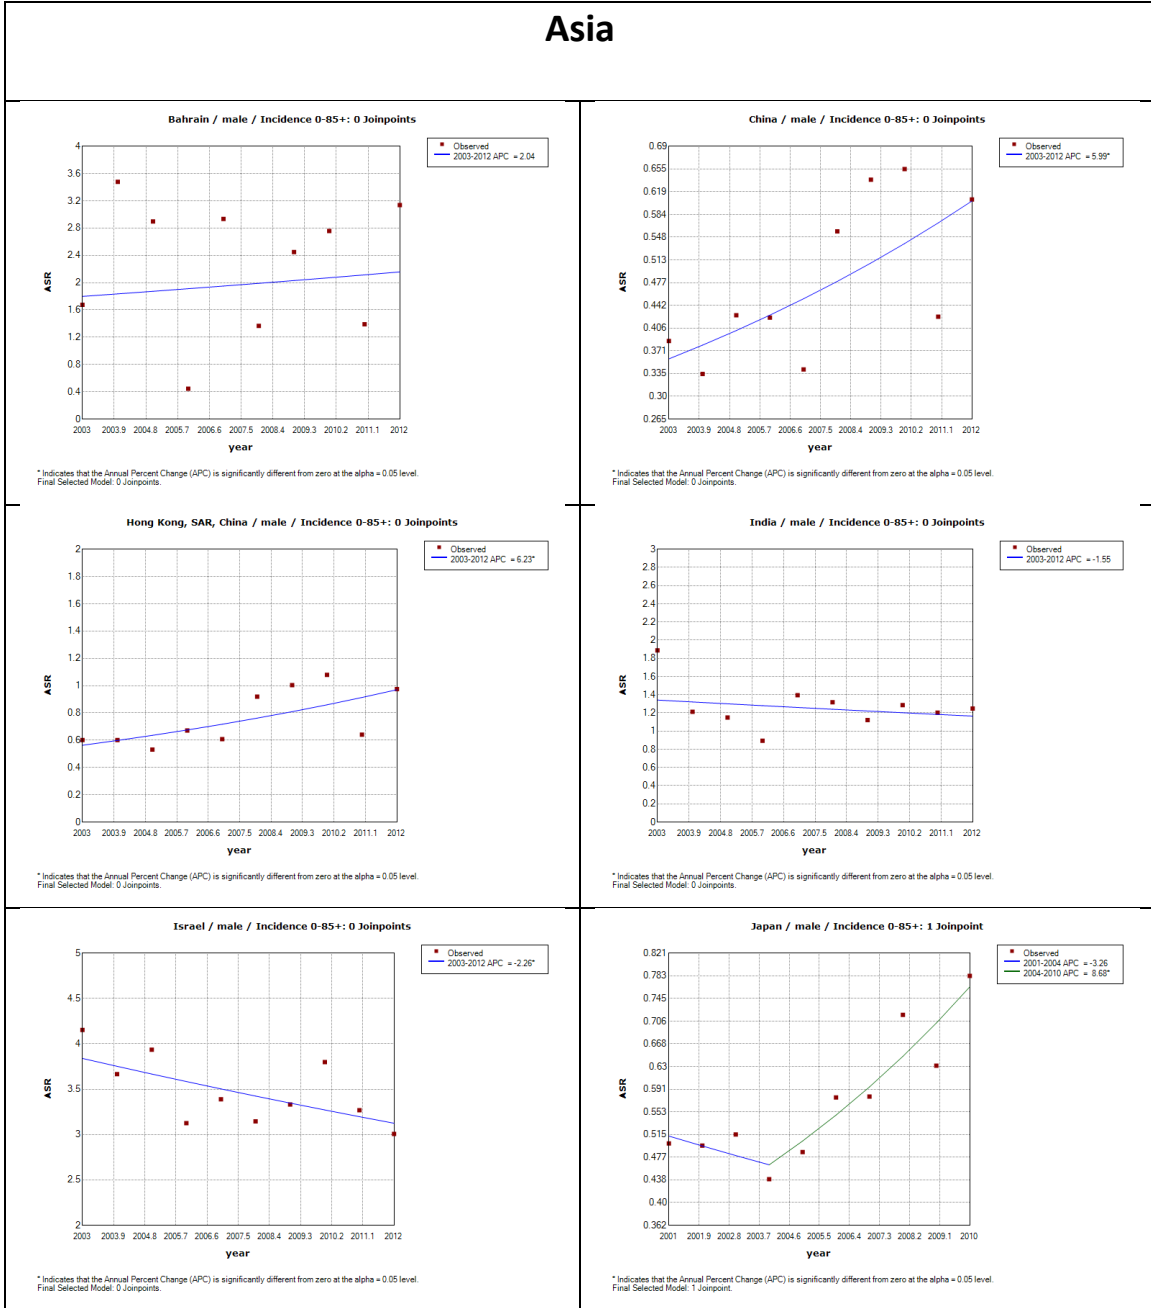 Asia
Bahrain / male / Incidence 0-85+: 0 Joinpoints
Observed
2003-2012 APC = 2.04
4
3.6
3.2
2.8
2.4
2
1.6
1.2
0.8
0.4
0
ASR
2003 2003.9 2004.8 2005.7 2006.6 2007.5 2008.4 2009.3 2010.2 2011.1 2012
year
* Indicates that the Annual Percent Change (APC) is significantly different from zero at the alpha = 0.05 level.
Final Selected Model: 0 Joinpoints.
China / male / Incidence 0-85+: 0 Joinpoints
Observed
2003-2012 APC = 5.99*
0.69
0.655
0.619
0.584
0.548
0.513
0.477
0.442
0.406
0.371
0.335
0.30
0.265
ASR
2003 2003.9 2004.8 2005.7 2006.6 2007.5 2008.4 2009.3 2010.2 2011.1 2012
year
* Indicates that the Annual Percent Change (APC) is significantly different from zero at the alpha = 0.05 level.
Final Selected Model: 0 Joinpoints.
Hong Kong, SAR, China / male / Incidence 0-85+: 0 Joinpoints
Observed
2003-2012 APC = 6.23*
2
1.8
1.6
1.4
1.2
1
0.8
0.6
0.4
0.2
0
ASR
2003 2003.9 2004.8 2005.7 2006.6 2007.5 2008.4 2009.3 2010.2 2011.1 2012
year
* Indicates that the Annual Percent Change (APC) is significantly different from zero at the alpha = 0.05 level.
Final Selected Model: 0 Joinpoints.
India / male / Incidence 0-85+: 0 Joinpoints
Observed
2003-2012 APC = -1.55
3
2.8
2.6
2.4
2.2
2
1.8
1.6
1.4
1.2
1
0.8
0.6
0.4
0.2
0
ASR
2003 2003.9 2004.8 2005.7 2006.6 2007.5 2008.4 2009.3 2010.2 2011.1 2012
year
* Indicates that the Annual Percent Change (APC) is significantly different from zero at the alpha = 0.05 level.
Final Selected Model: 0 Joinpoints.
Israel / male / Incidence 0-85+: 0 Joinpoints
Observed
2003-2012 APC = -2.26*
5
4.5
4
3.5
3
2.5
2
ASR
2003 2003.9 2004.8 2005.7 2006.6 2007.5 2008.4 2009.3 2010.2 2011.1 2012
year
* Indicates that the Annual Percent Change (APC) is significantly different from zero at the alpha = 0.05 level.
Final Selected Model: 0 Joinpoints.
Japan / male / Incidence 0-85+: 1 Joinpoint
Observed
2001-2004 APC = -3.26
2004-2010 APC = 8.68*
0.821
0.783
0.745
0.706
0.668
0.63
0.591
0.553
0.515
0.477
0.438
0.40
0.362
ASR
2001 2001.9 2002.8 2003.7 2004.6 2005.5 2006.4 2007.3 2008.2 2009.1 2010
year
* Indicates that the Annual Percent Change (APC) is significantly different from zero at the alpha = 0.05 level.
Final Selected Model: 1 Joinpoint.